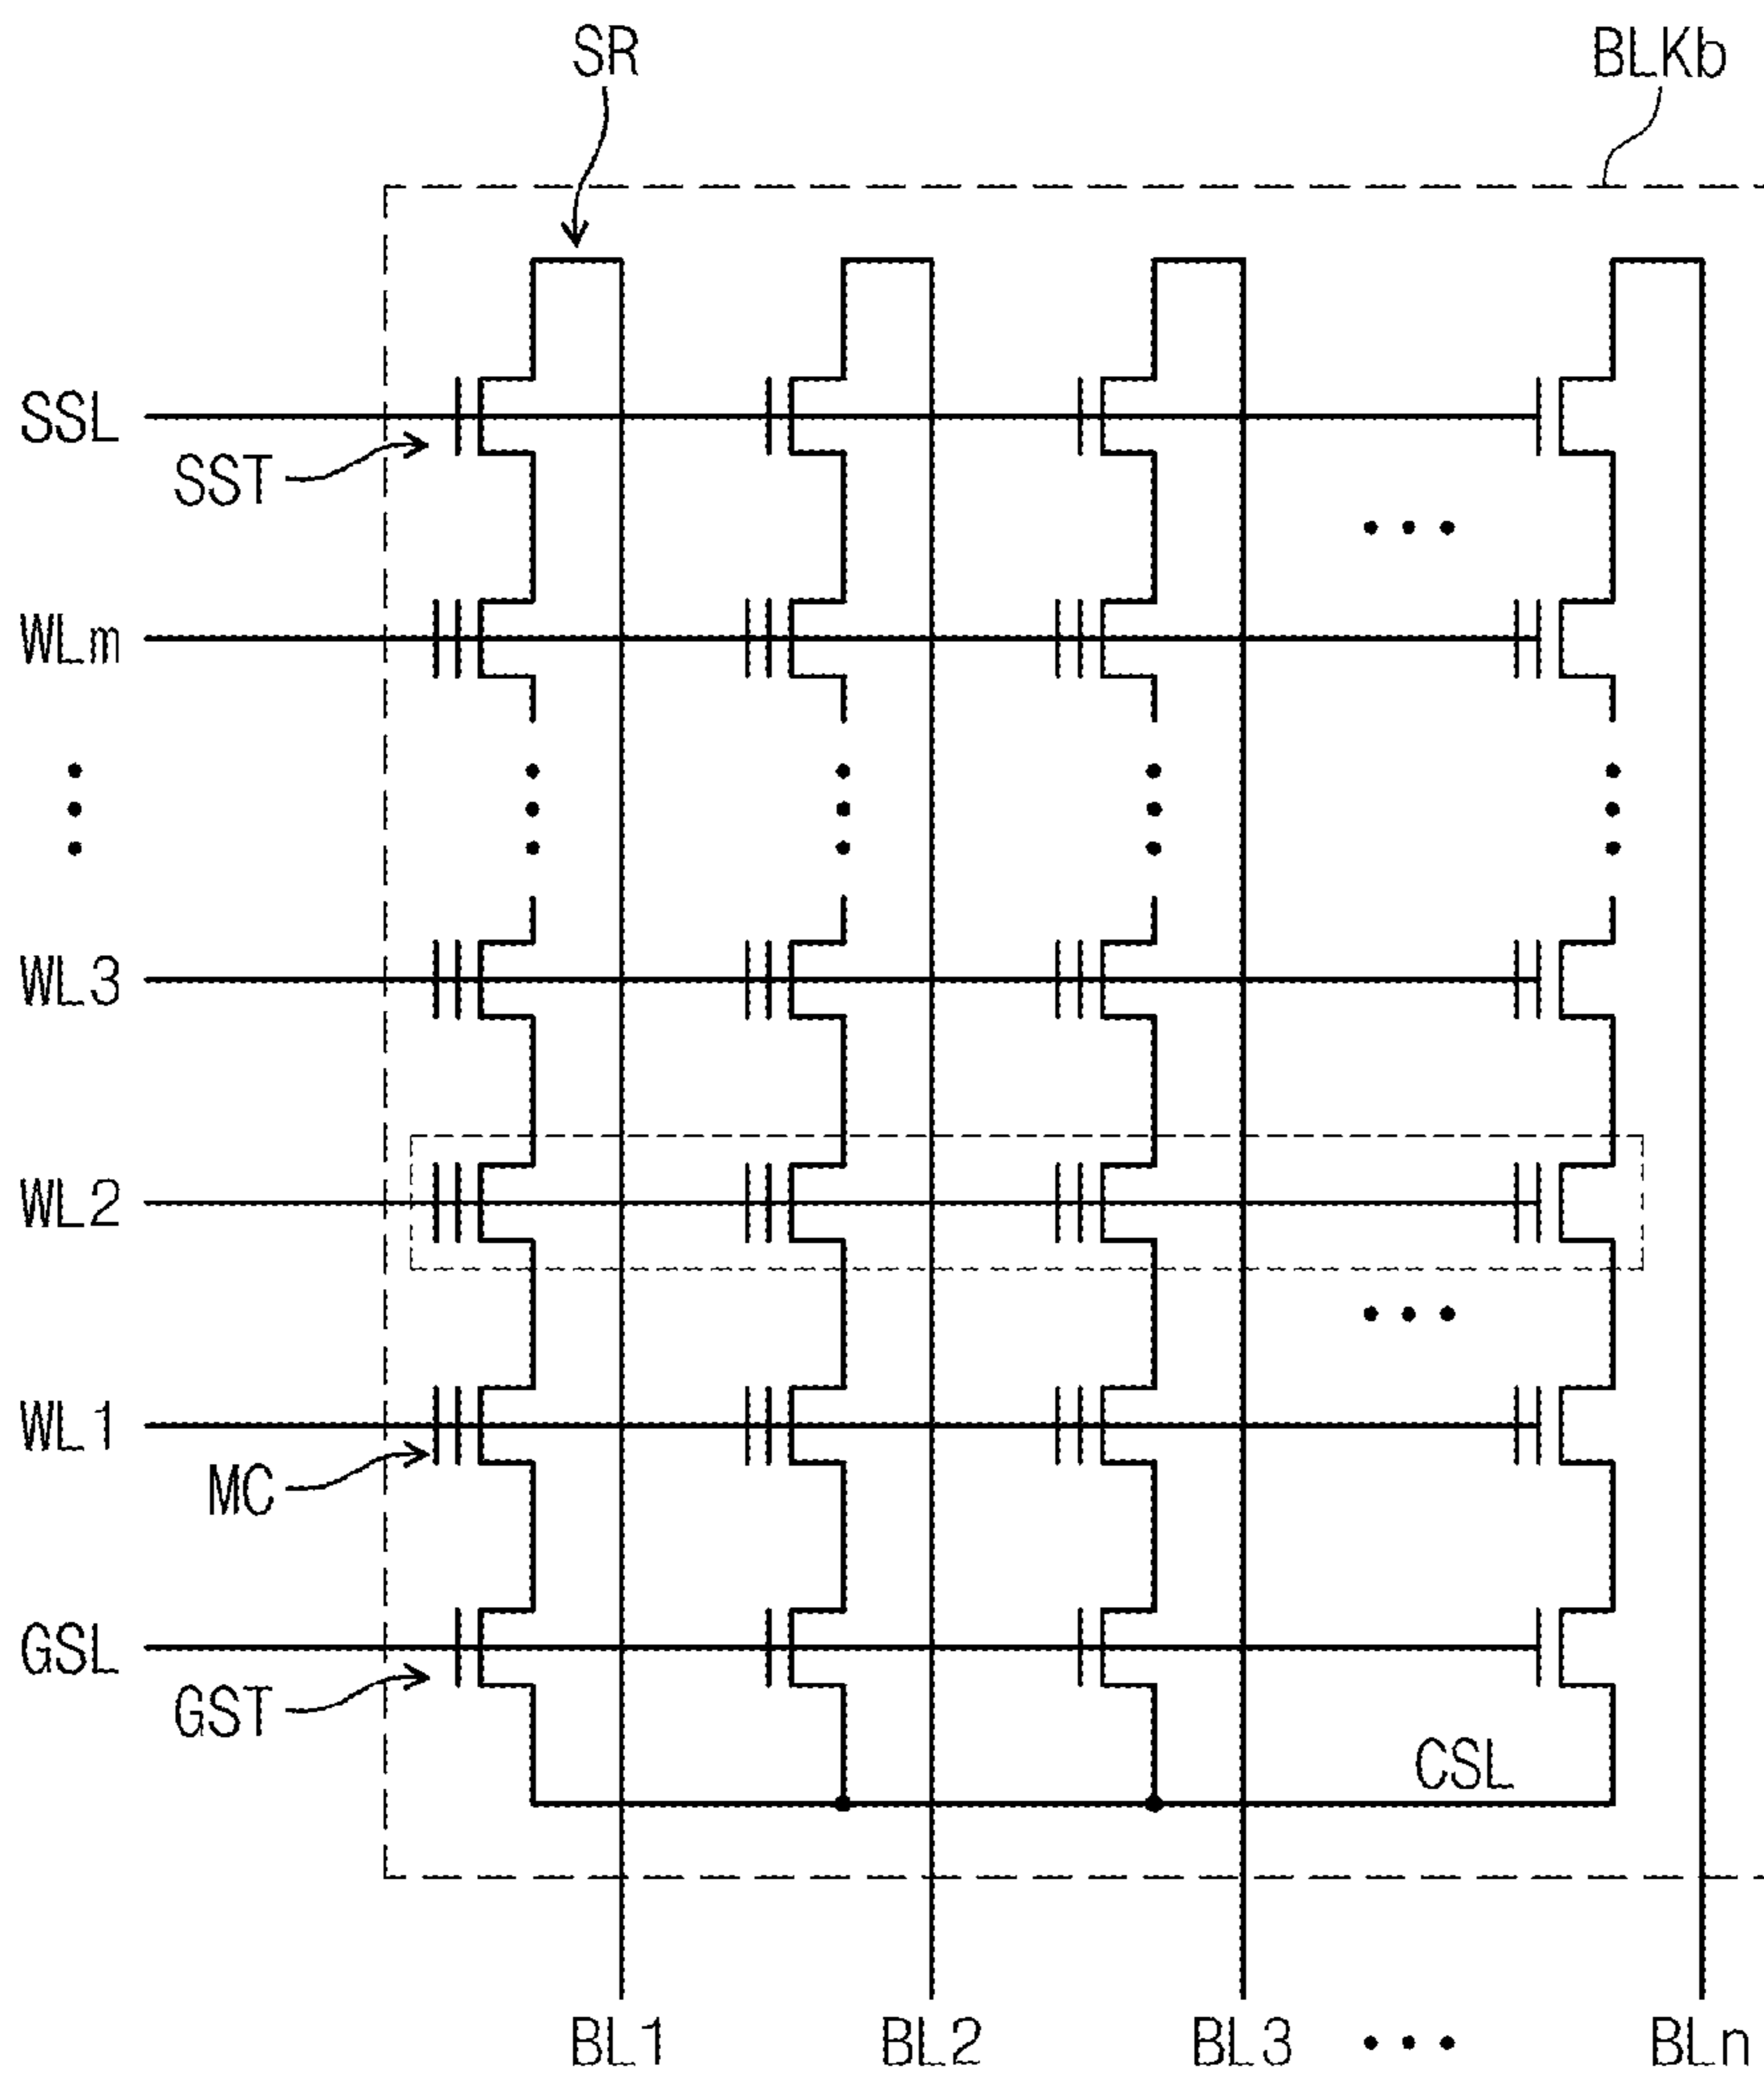 SR
BLKb
SSL
SST
WLm
WL3
WL2
WL1
MC
GSL
GST
CSL
BL1 BL2 BL3 ••• BLn